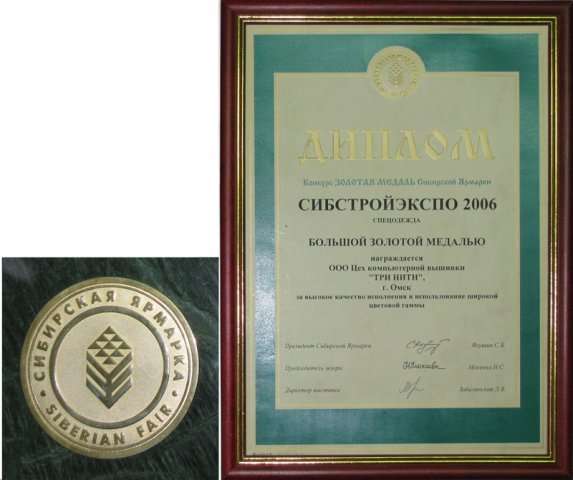 СИБИРСКАЯ ЯРМАРКА
SIBERIAN FAIR
ДИПЛОМ
Конкурс ЗОЛОТАЯ МЕДАЛЬ Сибирской Ярмарки
СИБСТРОЙЭКСПО 2006
СПЕЦОДЕЖДА
БОЛЬШОЙ ЗОЛОТОЙ МЕДАЛЬЮ
награждается
ООО Цех компьютерной вышивки
"ТРИ НИТИ",
г. Омск
за высокое качество исполнения и использование широкой
цветовой гаммы
Президент Сибирской Ярмарки
Председатель жюри
Директор выставки